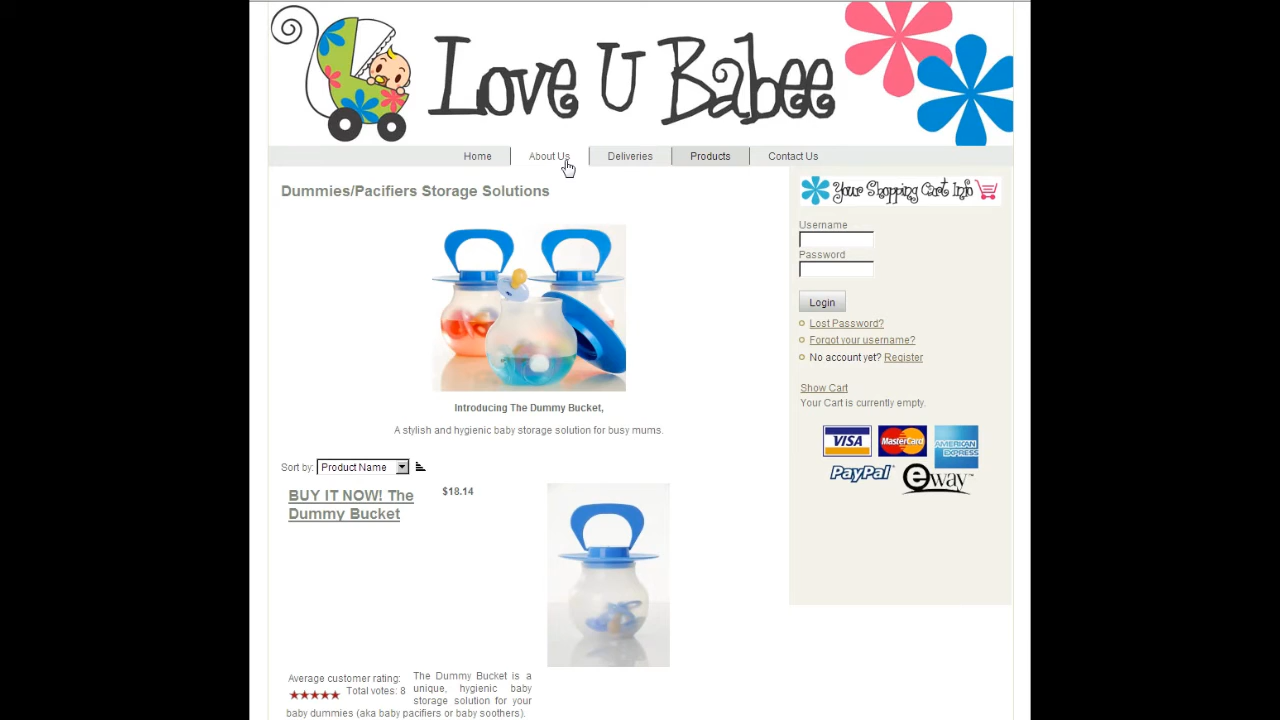 Love U Babee
Home
About Us
Deliveries
Products
Contact Us
Dummies/Pacifiers Storage Solutions
Introducing The Dummy Bucket,
A stylish and hygienic baby storage solution for busy mums.
Sort by: Product Name
BUY IT NOW! The
Dummy Bucket
$18.14
Average customer rating:
Total votes: 8
The Dummy Bucket is a
unique, hygienic baby
storage solution for your
baby dummies (aka baby pacifiers or baby soothers).
Your Shopping Cart Info
Username
Password
Login
Lost Password?
Forgot your username?
No account yet? Register
Show Cart
Your Cart is currently empty.
VISA
MasterCard
AMERICAN
EXPRESS
PayPal
eway